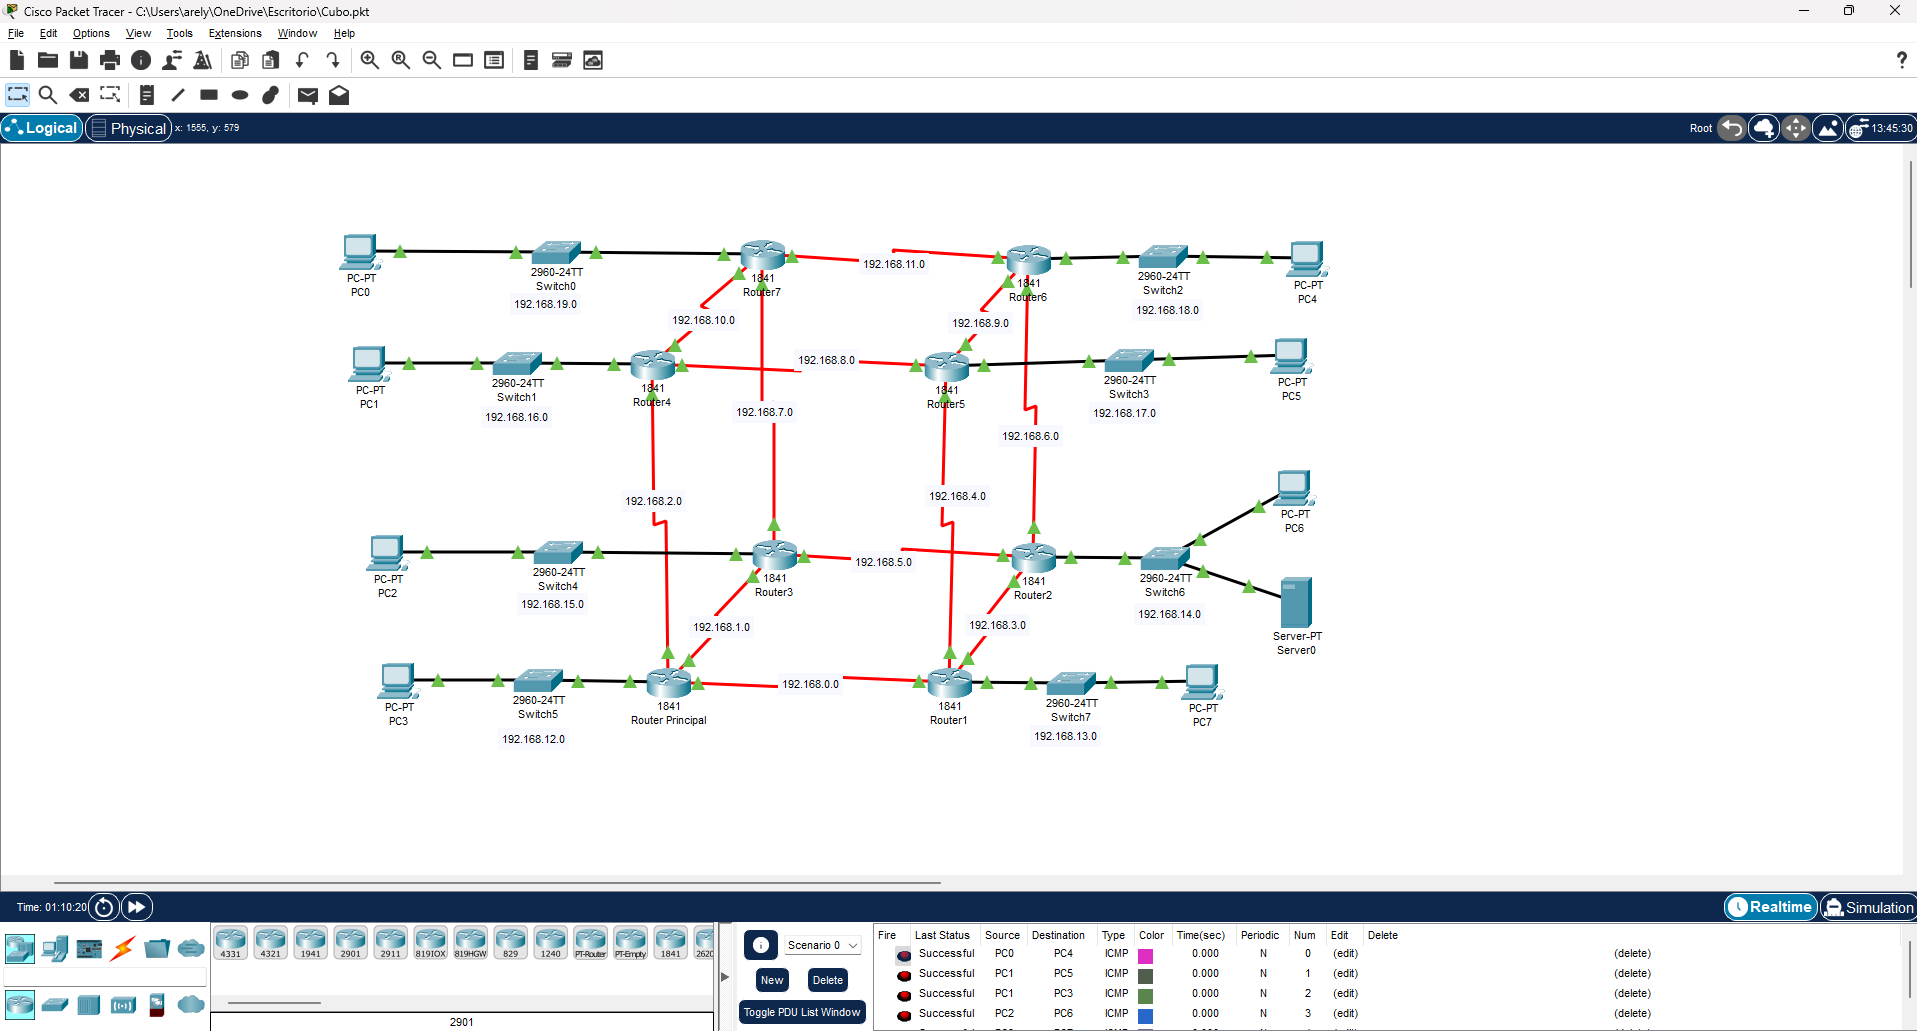 Cisco Packet Tracer - C:\Users\arely\OneDrive\Escritorio\Cubo.pkt
File Edit Options View Tools Extensions Window Help
?
Logical Physical x: 1555, y: 579 Root 13:45:30
PC-PT
PC0
2960-24TT
Switch0
192.168.19.0
1841
Router7
192.168.11.0
1841
Router6
2960-24TT
Switch2
192.168.18.0
PC-PT
PC4
192.168.10.0
192.168.9.0
PC-PT
PC1
2960-24TT
Switch1
192.168.16.0
1841
Router4
192.168.8.0
1841
Router5
2960-24TT
Switch3
192.168.17.0
PC-PT
PC5
192.168.7.0
192.168.6.0
192.168.2.0
192.168.4.0
PC-PT
PC6
PC-PT
PC2
2960-24TT
Switch4
192.168.15.0
1841
Router3
192.168.5.0
1841
Router2
2960-24TT
Switch6
192.168.14.0
Server-PT
Server0
192.168.1.0
192.168.3.0
PC-PT
PC3
2960-24TT
Switch5
192.168.12.0
1841
Router Principal
192.168.0.0
1841
Router1
2960-24TT
Switch7
192.168.13.0
PC-PT
PC7
Time: 01:10:20 Realtime Simulation
4331 4321 1941 2901 2911 819IOX 819HGW 829 1240 PT-Router PT-Empty 1841 2620
2901
Scenario 0
New Delete
Toggle PDU List Window
Fire Last Status Source Destination Type Color Time(sec) Periodic Num Edit Delete
Successful PC0 PC4 ICMP 0.000 N 0 (edit) (delete)
Successful PC1 PC5 ICMP 0.000 N 1 (edit) (delete)
Successful PC1 PC3 ICMP 0.000 N 2 (edit) (delete)
Successful PC2 PC6 ICMP 0.000 N 3 (edit) (delete)